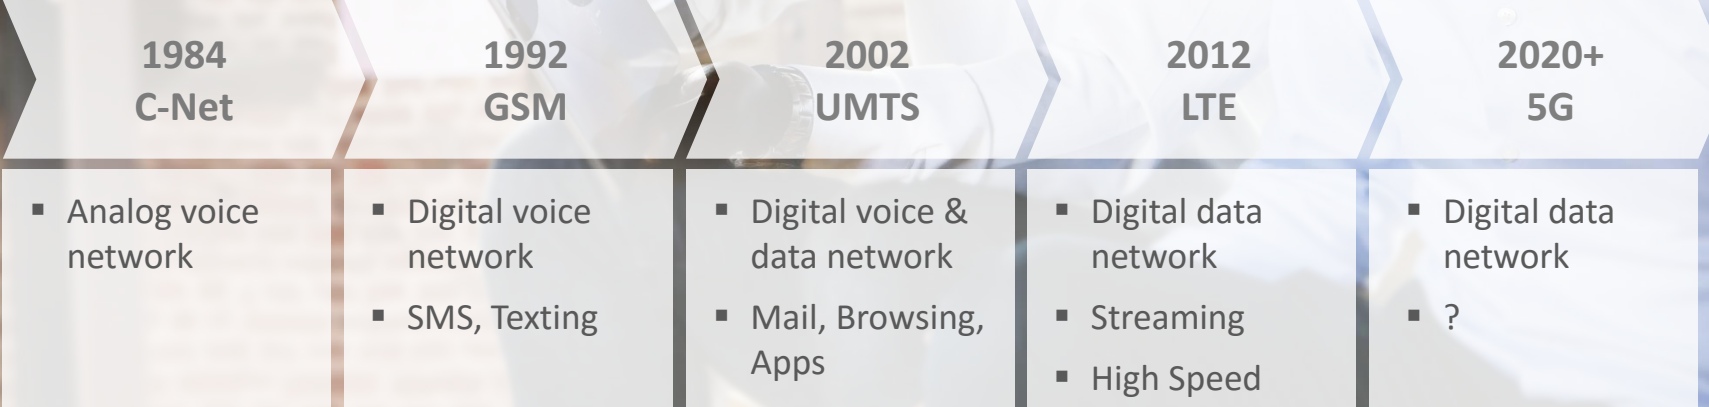 1984
C-Net
1992
GSM
2002
UMTS
2012
LTE
2020+
5G
▪ Analog voice
network
▪ Digital voice
network
▪ SMS, Texting
▪ Digital voice &
data network
▪ Mail, Browsing,
Apps
▪ Digital data
network
▪ Streaming
▪ High Speed
▪ Digital data
network
▪ ?